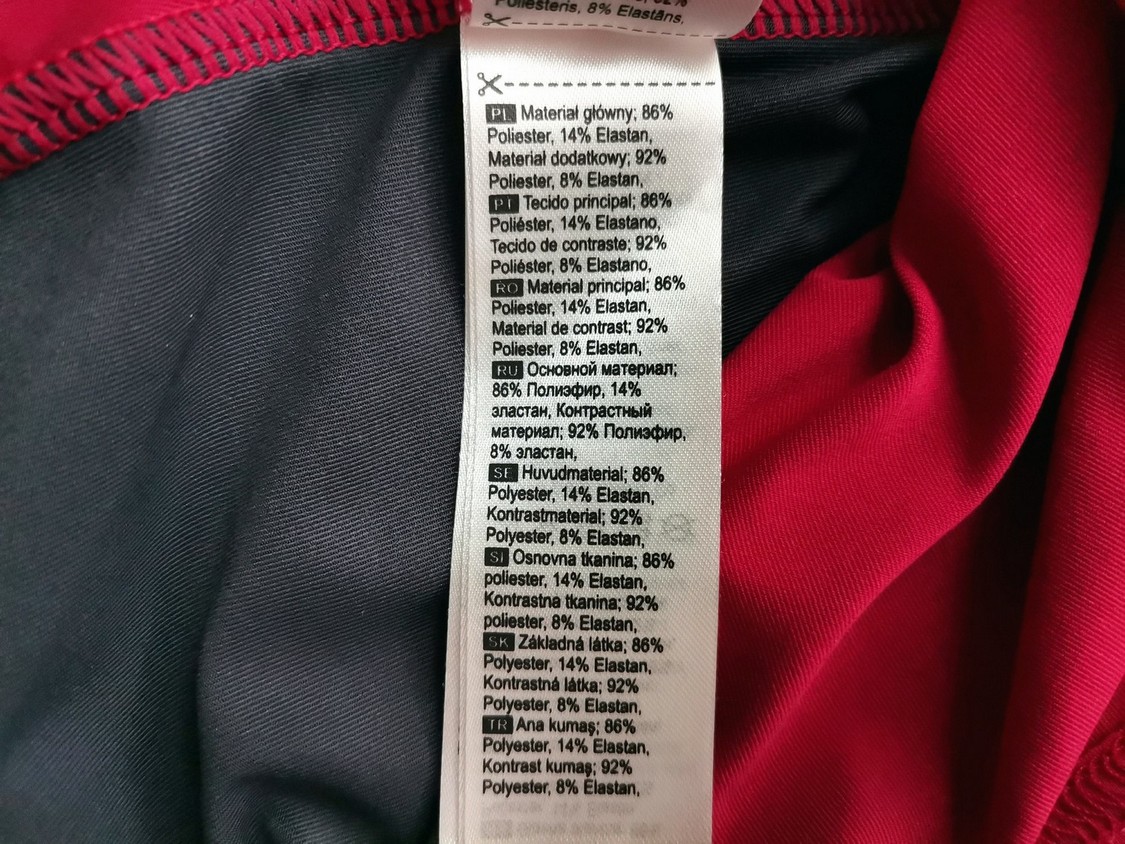 Poliesteris, 8% Elastāns,
PL Materiał główny; 86%
Poliester, 14% Elastan,
Materiał dodatkowy; 92%
Poliester, 8% Elastan,
PT Tecido principal; 86%
Poliéster, 14% Elastano,
Tecido de contraste; 92%
Poliéster, 8% Elastano,
RO Material principal; 86%
Poliester, 14% Elastan,
Material de contrast; 92%
Poliester, 8% Elastan,
RU Основной материал;
86% Полиэфир, 14%
эластан, Контрастный
материал; 92% Полиэфир,
8% эластан,
SE Huvudmaterial; 86%
Polyester, 14% Elastan,
Kontrastmaterial; 92%
Polyester, 8% Elastan,
SI Osnovna tkanina; 86%
poliester, 14% Elastan,
Kontrastna tkanina; 92%
poliester, 8% Elastan,
SK Základná látka; 86%
Polyester, 14% Elastan,
Kontrastná látka; 92%
Polyester, 8% Elastan,
TR Ana kumaş; 86%
Polyester, 14% Elastan,
Kontrast kumaş; 92%
Polyester, 8% Elastan,